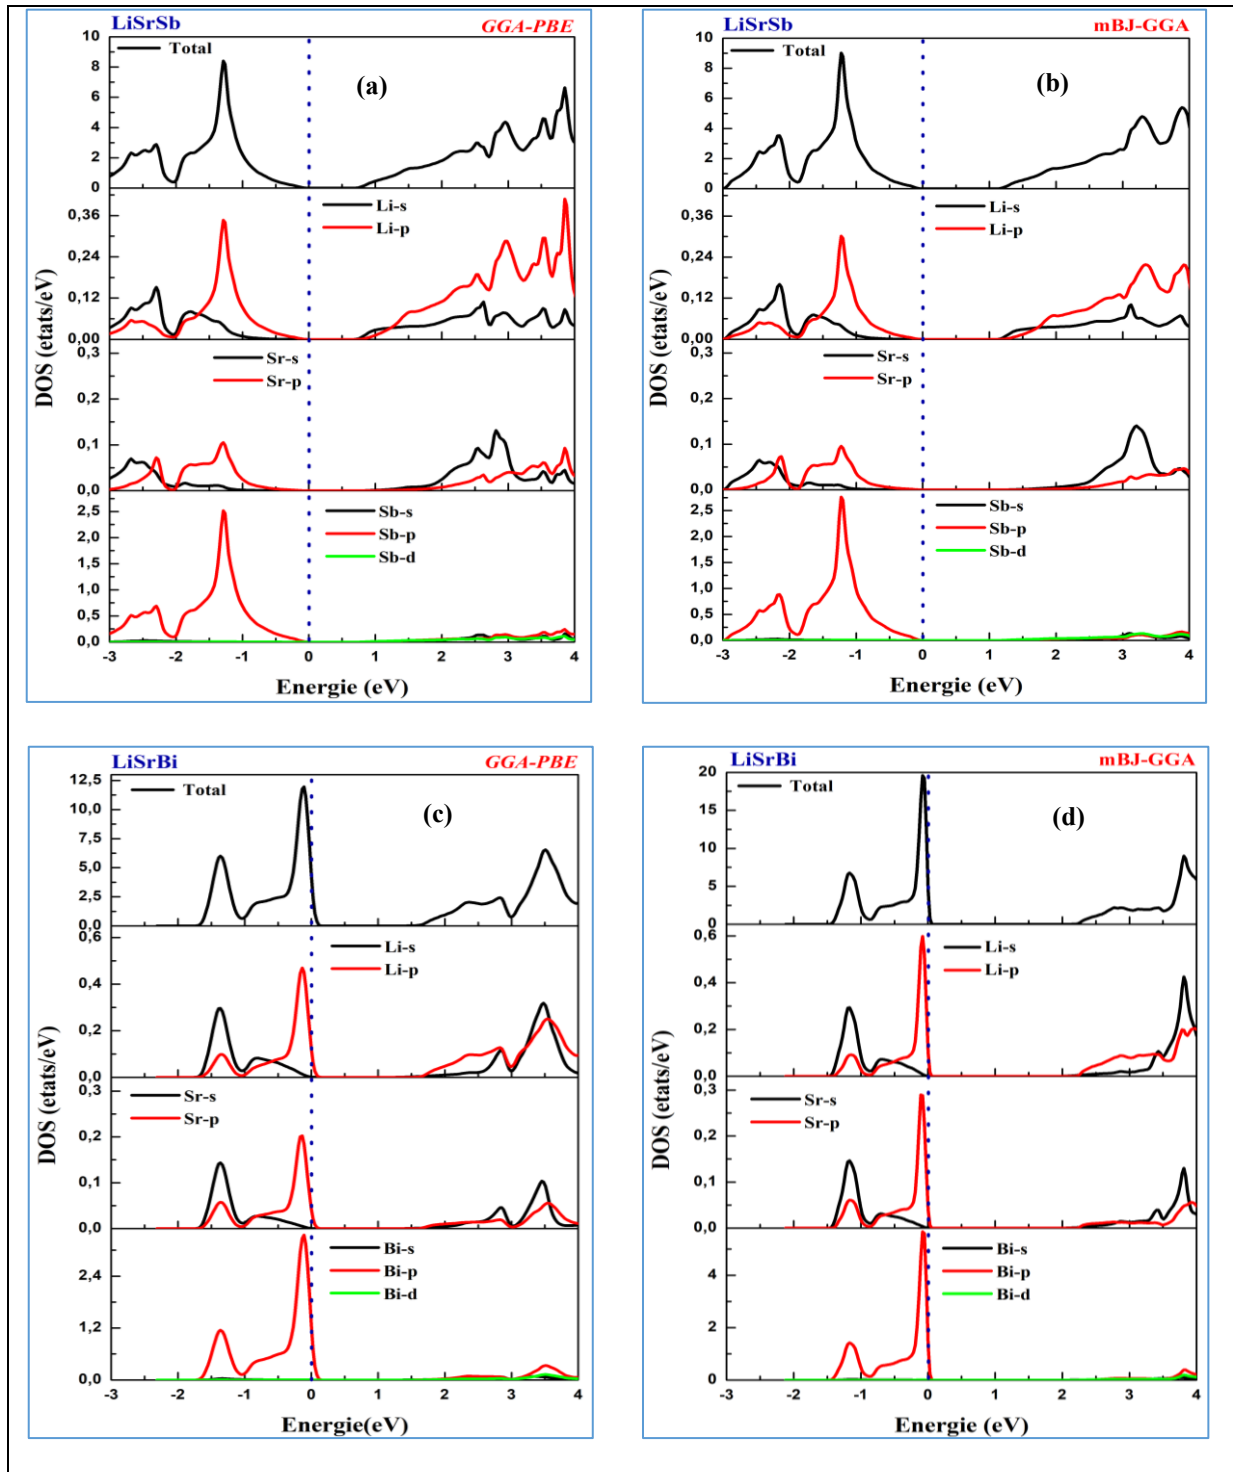 LiSrSb GGA-PBE
Total
(a)
10
8
6
4
2
0
Li-s
Li-p
0,36
0,24
0,12
0,00
Sr-s
Sr-p
0,3
0,2
0,1
0,0
Sb-s
Sb-p
Sb-d
2,5
2,0
1,5
1,0
0,5
0,0
-3 -2 -1 0 1 2 3 4
DOS (etats/eV)
Energie (eV)
LiSrSb mBJ-GGA
Total
(b)
10
8
6
4
2
0
Li-s
Li-p
0,36
0,24
0,12
0,00
Sr-s
Sr-p
0,3
0,2
0,1
0,0
Sb-s
Sb-p
Sb-d
2,5
2,0
1,5
1,0
0,5
0,0
-3 -2 -1 0 1 2 3 4
DOS (etats/eV)
Energie (eV)
LiSrBi GGA-PBE
Total
(c)
12,5
10,0
7,5
5,0
2,5
0,0
Li-s
Li-p
0,6
0,4
0,2
0,0
Sr-s
Sr-p
0,3
0,2
0,1
0,0
Bi-s
Bi-p
Bi-d
2,4
1,2
0,0
-3 -2 -1 0 1 2 3 4
DOS (etats/eV)
Energie(eV)
LiSrBi mBJ-GGA
Total
(d)
20
15
10
5
0
Li-s
Li-p
0,6
0,4
0,2
0,0
Sr-s
Sr-p
0,3
0,2
0,1
0,0
Bi-s
Bi-p
Bi-d
4
2
0
-3 -2 -1 0 1 2 3 4
DOS (etats/eV)
Energie (eV)